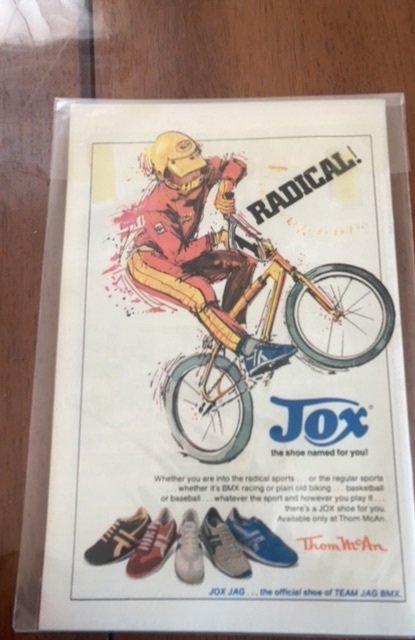 RADICAL!
Jox®
the shoe named for you!
Whether you are into the radical sports . . . or the regular sports
. . . whether it's BMX racing or plain old biking . . . basketball
or baseball . . . whatever the sport and however you play it . . .
there's a JOX shoe for you.
Available only at Thom McAn.
Thom McAn
JOX JAG . . . the official shoe of TEAM JAG BMX.